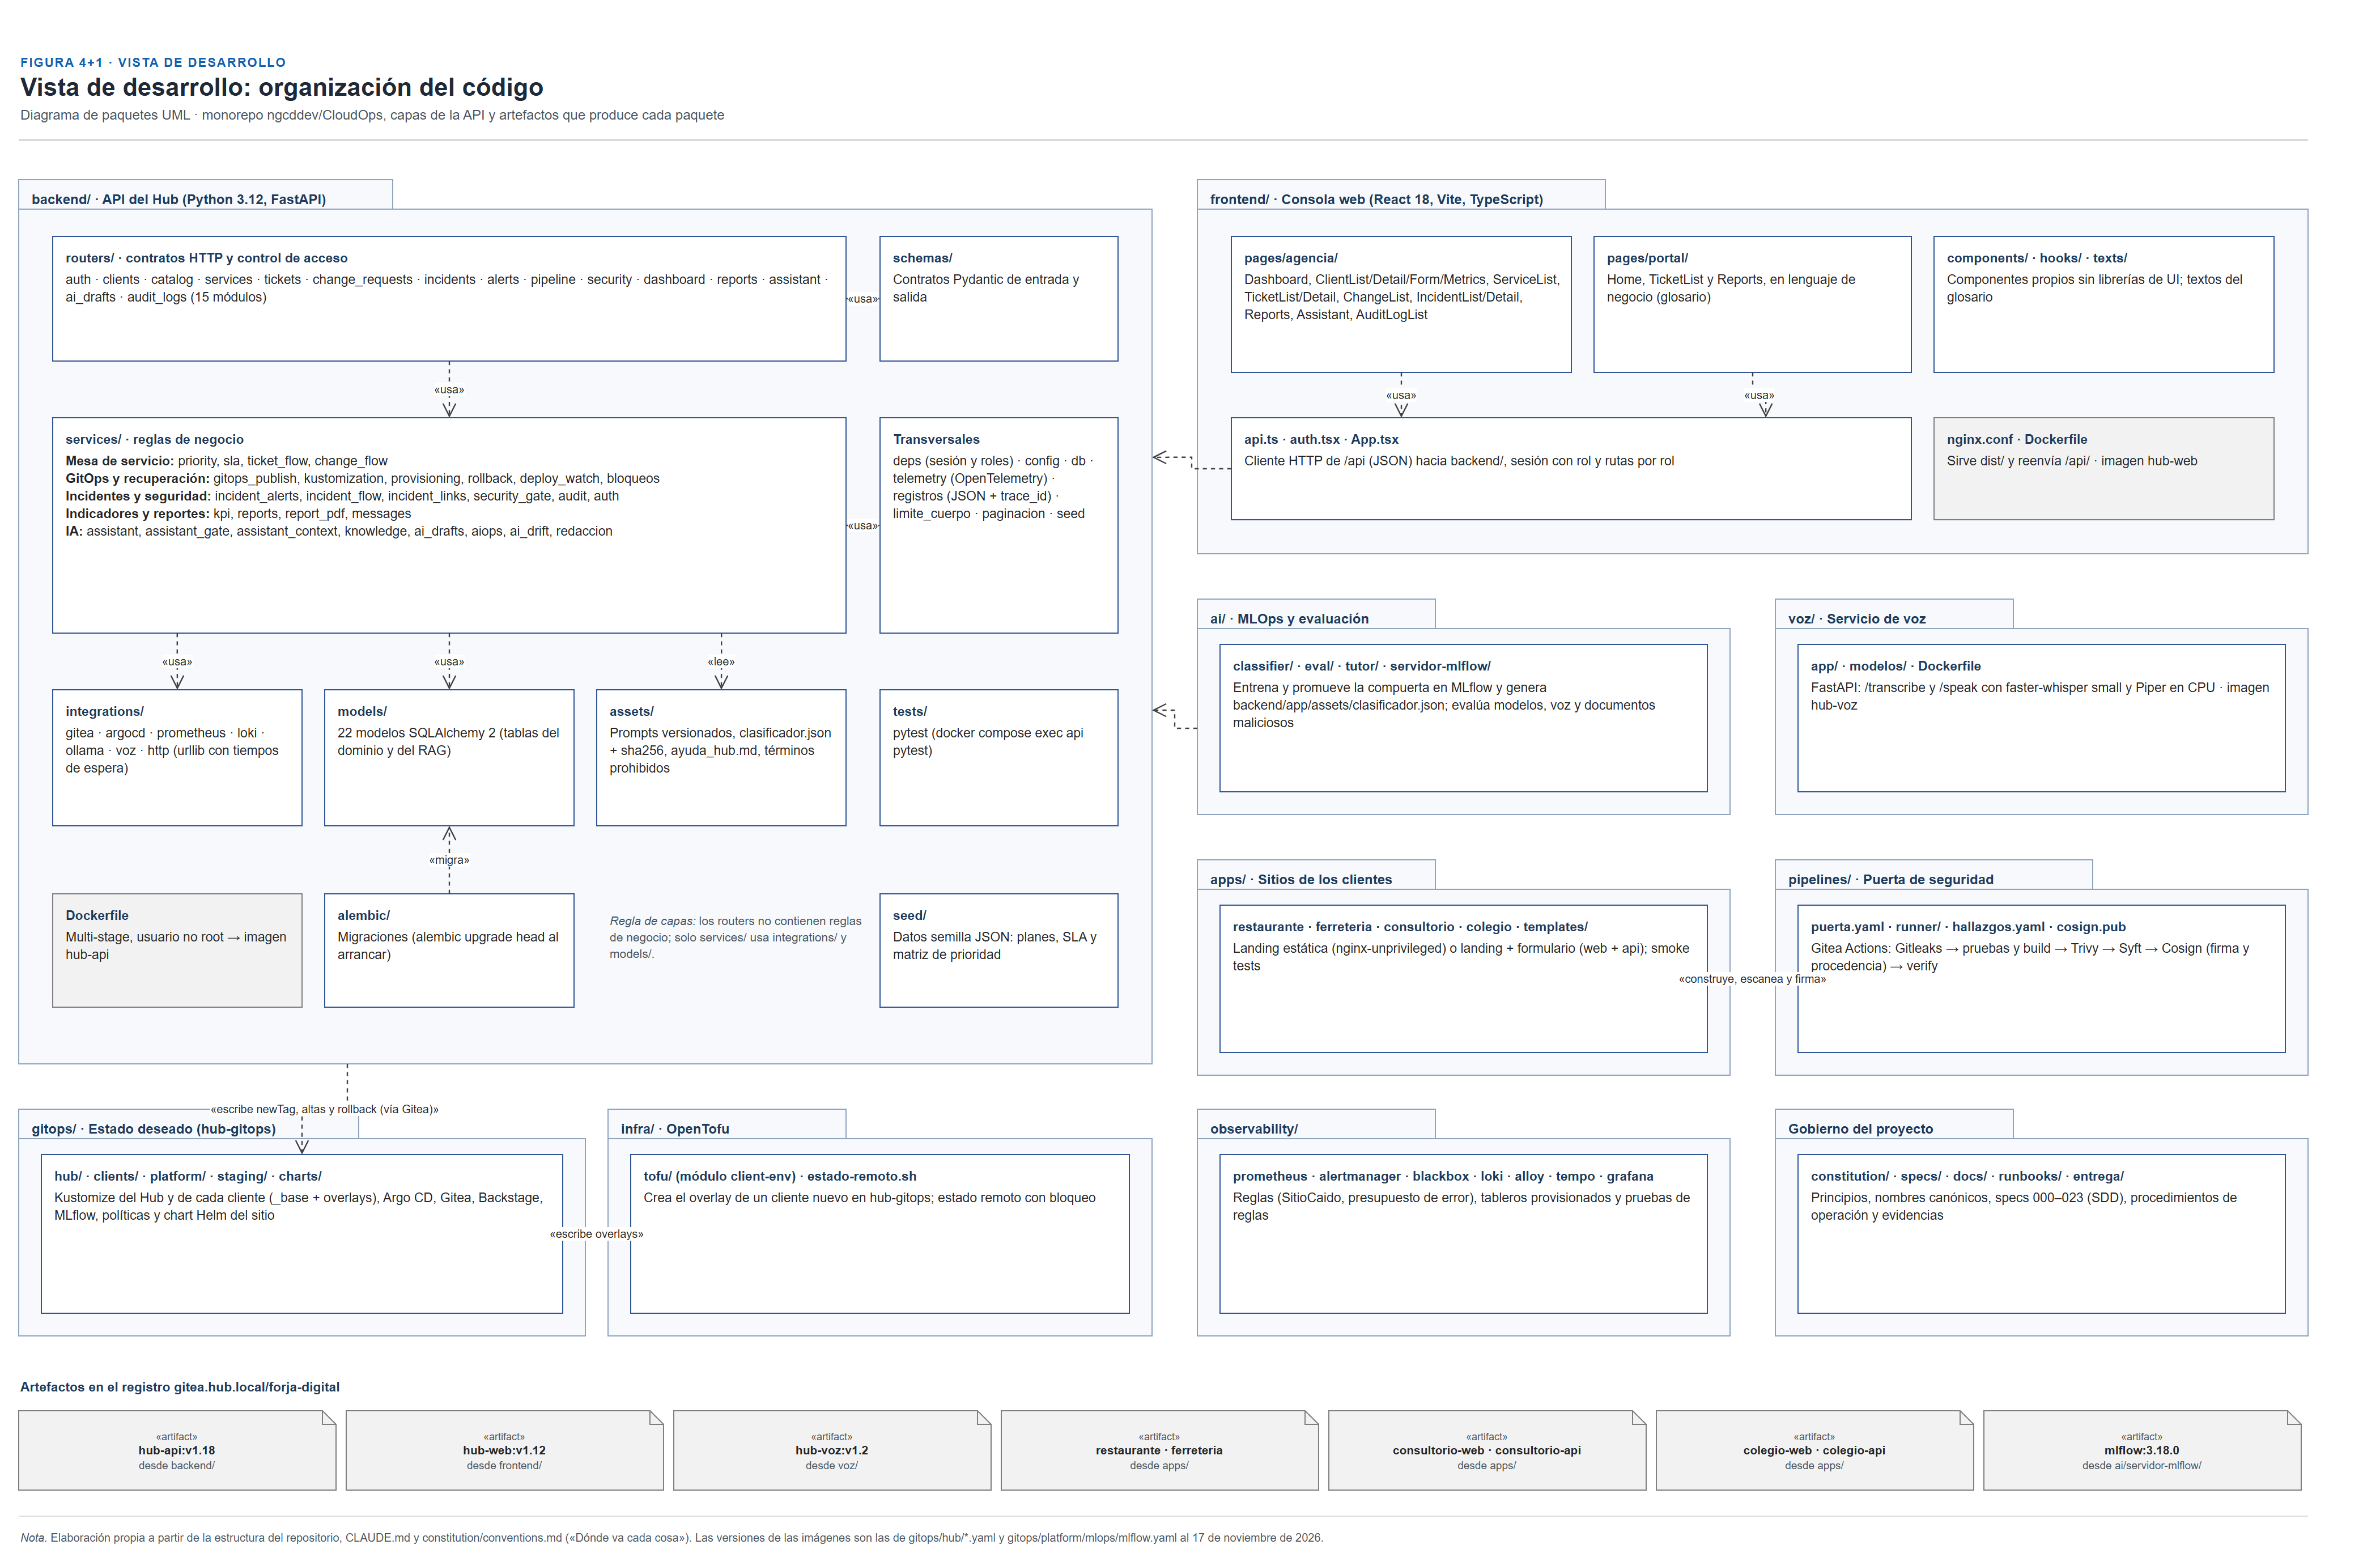 FIGURA 4+1 · VISTA DE DESARROLLO
Vista de desarrollo: organización del código
Diagrama de paquetes UML · monorepo ngcddev/CloudOps, capas de la API y artefactos que produce cada paquete
backend/ · API del Hub (Python 3.12, FastAPI)
routers/ · contratos HTTP y control de acceso
auth · clients · catalog · services · tickets · change_requests · incidents · alerts · pipeline · security · dashboard · reports · assistant ·
ai_drafts · audit_logs (15 módulos)
«usa»
schemas/
Contratos Pydantic de entrada y
salida
«usa»
services/ · reglas de negocio
Mesa de servicio: priority, sla, ticket_flow, change_flow
GitOps y recuperación: gitops_publish, kustomization, provisioning, rollback, deploy_watch, bloqueos
Incidentes y seguridad: incident_alerts, incident_flow, incident_links, security_gate, audit, auth
Indicadores y reportes: kpi, reports, report_pdf, messages
IA: assistant, assistant_gate, assistant_context, knowledge, ai_drafts, aiops, ai_drift, redaccion
«usa»
Transversales
deps (sesión y roles) · config · db ·
telemetry (OpenTelemetry) ·
registros (JSON + trace_id) ·
limite_cuerpo · paginacion · seed
«usa»
«usa»
«lee»
integrations/
gitea · argocd · prometheus · loki ·
ollama · voz · http (urllib con tiempos
de espera)
models/
22 modelos SQLAlchemy 2 (tablas del
dominio y del RAG)
assets/
Prompts versionados, clasificador.json
+ sha256, ayuda_hub.md, términos
prohibidos
tests/
pytest (docker compose exec api
pytest)
«migra»
Dockerfile
Multi-stage, usuario no root → imagen
hub-api
alembic/
Migraciones (alembic upgrade head al
arrancar)
Regla de capas: los routers no contienen reglas
de negocio; solo services/ usa integrations/ y
models/.
seed/
Datos semilla JSON: planes, SLA y
matriz de prioridad
frontend/ · Consola web (React 18, Vite, TypeScript)
pages/agencia/
Dashboard, ClientList/Detail/Form/Metrics, ServiceList,
TicketList/Detail, ChangeList, IncidentList/Detail,
Reports, Assistant, AuditLogList
pages/portal/
Home, TicketList y Reports, en lenguaje de
negocio (glosario)
components/ · hooks/ · texts/
Componentes propios sin librerías de UI; textos del
glosario
«usa»
«usa»
api.ts · auth.tsx · App.tsx
Cliente HTTP de /api (JSON) hacia backend/, sesión con rol y rutas por rol
nginx.conf · Dockerfile
Sirve dist/ y reenvía /api/ · imagen hub-web
ai/ · MLOps y evaluación
classifier/ · eval/ · tutor/ · servidor-mlflow/
Entrena y promueve la compuerta en MLflow y genera
backend/app/assets/clasificador.json; evalúa modelos, voz y documentos
maliciosos
voz/ · Servicio de voz
app/ · modelos/ · Dockerfile
FastAPI: /transcribe y /speak con faster-whisper small y Piper en CPU · imagen
hub-voz
apps/ · Sitios de los clientes
restaurante · ferreteria · consultorio · colegio · templates/
Landing estática (nginx-unprivileged) o landing + formulario (web + api); smoke
tests
«construye, escanea y firma»
pipelines/ · Puerta de seguridad
puerta.yaml · runner/ · hallazgos.yaml · cosign.pub
Gitea Actions: Gitleaks → pruebas y build → Trivy → Syft → Cosign (firma y
procedencia) → verify
«escribe newTag, altas y rollback (vía Gitea)»
gitops/ · Estado deseado (hub-gitops)
hub/ · clients/ · platform/ · staging/ · charts/
Kustomize del Hub y de cada cliente (_base + overlays), Argo CD, Gitea, Backstage,
MLflow, políticas y chart Helm del sitio
«escribe overlays»
infra/ · OpenTofu
tofu/ (módulo client-env) · estado-remoto.sh
Crea el overlay de un cliente nuevo en hub-gitops; estado remoto con bloqueo
observability/
prometheus · alertmanager · blackbox · loki · alloy · tempo · grafana
Reglas (SitioCaido, presupuesto de error), tableros provisionados y pruebas de
reglas
Gobierno del proyecto
constitution/ · specs/ · docs/ · runbooks/ · entrega/
Principios, nombres canónicos, specs 000–023 (SDD), procedimientos de
operación y evidencias
Artefactos en el registro gitea.hub.local/forja-digital
«artifact»
hub-api:v1.18
desde backend/
«artifact»
hub-web:v1.12
desde frontend/
«artifact»
hub-voz:v1.2
desde voz/
«artifact»
restaurante · ferreteria
desde apps/
«artifact»
consultorio-web · consultorio-api
desde apps/
«artifact»
colegio-web · colegio-api
desde apps/
«artifact»
mlflow:3.18.0
desde ai/servidor-mlflow/
Nota. Elaboración propia a partir de la estructura del repositorio, CLAUDE.md y constitution/conventions.md («Dónde va cada cosa»). Las versiones de las imágenes son las de gitops/hub/*.yaml y gitops/platform/mlops/mlflow.yaml al 17 de noviembre de 2026.